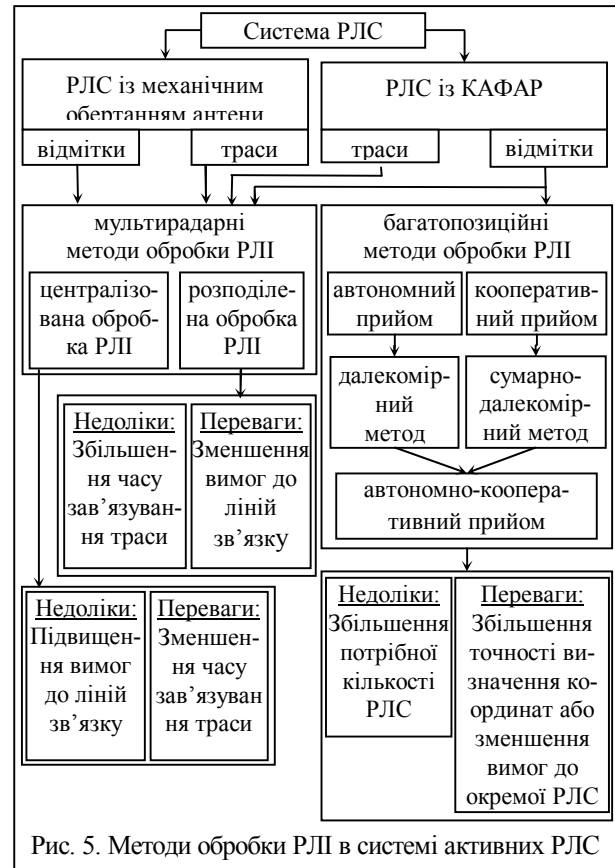 Система РЛС
РЛС із механічним
обертанням антени
РЛС із КАФАР
відмітки
траси
траси
відмітки
мультирадарні
методи обробки РЛІ
централізо-
вана оброб-
ка РЛІ
розподіле-
на обробка
РЛІ
багатопозиційні
методи обробки РЛІ
автономний
прийом
кооператив-
ний прийом
далекомір-
ний
метод
сумарно-
далекомір-
ний метод
автономно-коопера-
тивний прийом
Недоліки:
Збільшен-
ня часу
зав’язуван-
ня траси
Переваги:
Зменшення
вимог до
ліній
зв’язку
Недоліки:
Підвищен-
ня вимог
до ліній
зв’язку
Переваги:
Зменшен-
ня часу
зав’язуван
ня траси
Недоліки:
Збільшення
потрібної
кількості
РЛС
Переваги:
Збільшення
точності ви-
значення ко-
ординат або
зменшення
вимог до
окремої РЛС
Рис. 5. Методи обробки РЛІ в системі активних РЛС